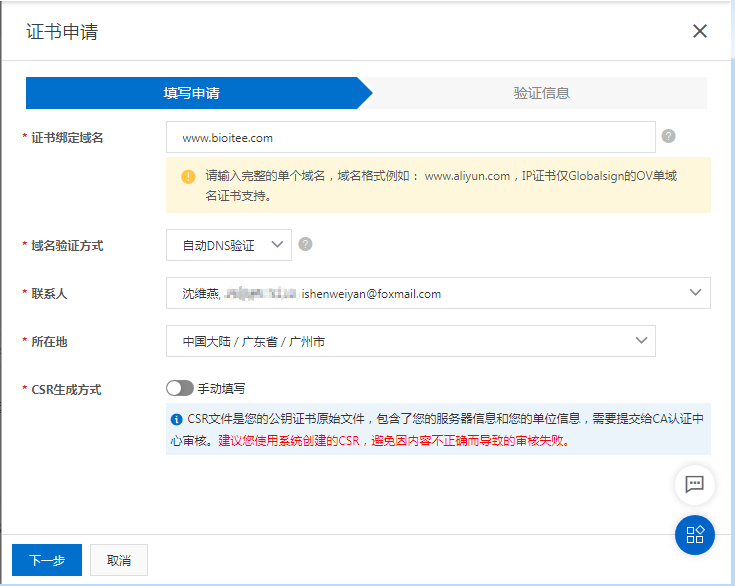 证书申请
填写申请
验证信息
* 证书绑定域名
www.bioitee.com
请输入完整的单个域名，域名格式例如： www.aliyun.com，IP证书仅Globalsign的OV单域
名证书支持。
* 域名验证方式
自动DNS验证
* 联系人
沈维燕, ishenweiyan@foxmail.com
* 所在地
中国大陆 / 广东省 / 广州市
* CSR生成方式
手动填写
CSR文件是您的公钥证书原始文件，包含了您的服务器信息和您的单位信息，需要提交给CA认证中
心审核。建议您使用系统创建的CSR，避免因内容不正确而导致的审核失败。
下一步
取消